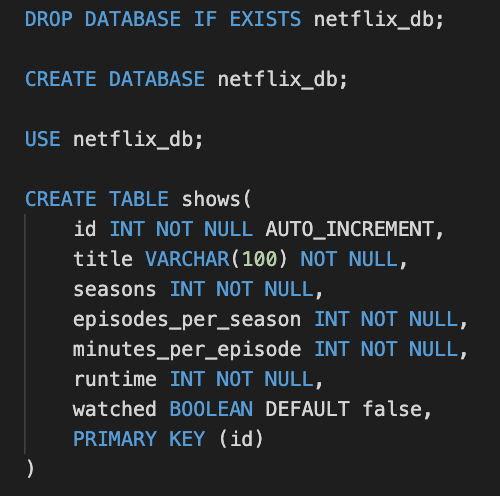 DROP DATABASE IF EXISTS netflix_db;
CREATE DATABASE netflix_db;
USE netflix_db;
CREATE TABLE shows(
id INT NOT NULL AUTO_INCREMENT,
title VARCHAR(100) NOT NULL,
seasons INT NOT NULL,
episodes_per_season INT NOT NULL,
minutes_per_episode INT NOT NULL,
runtime INT NOT NULL,
watched BOOLEAN DEFAULT false,
PRIMARY KEY (id)
)